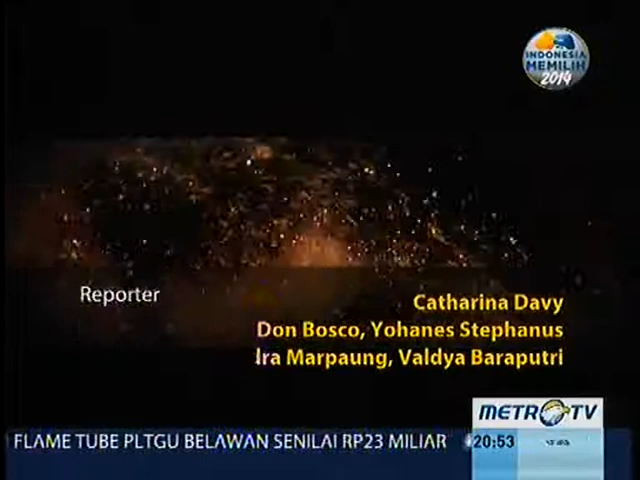 INDONESIA
MEMILIH
2014
Reporter
Catharina Davy
Don Bosco, Yohanes Stephanus
Ira Marpaung, Valdya Baraputri
METRO TV
FLAME TUBE PLTGU BELAWAN SENILAI RP23 MILIAR
20:53